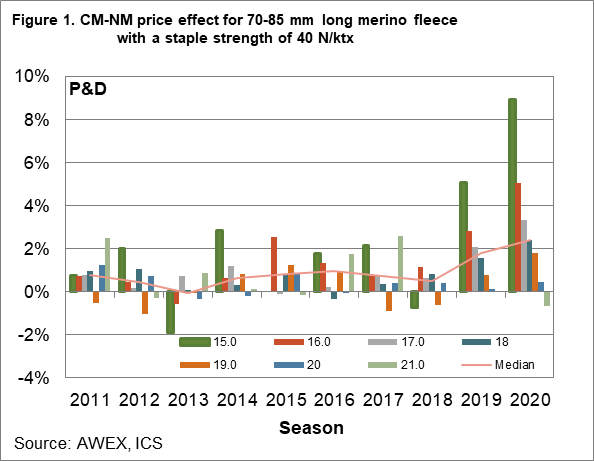 Figure 1. CM-NM price effect for 70-85 mm long merino fleece
with a staple strength of 40 N/ktx
P&D
10%
8%
6%
4%
2%
0%
-2%
-4%
15.0 16.0 17.0 18
19.0 20 21.0 Median
2011 2012 2013 2014 2015 2016 2017 2018 2019 2020
Season
Source: AWEX, ICS